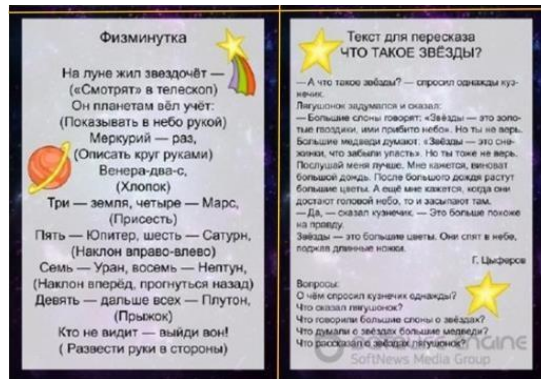 Физминутка
На луне жил звездочёт —
(«Смотрят» в телескоп)
Он планетам вёл учёт:
(Показывать в небо рукой)
Меркурий — раз,
(Описать круг руками)
Венера-два-с,
(Хлопок)
Три — земля, четыре — Марс,
(Присесть)
Пять — Юпитер, шесть — Сатурн,
(Наклон вправо-влево)
Семь — Уран, восемь — Нептун,
(Наклон вперёд, прогнуться назад)
Девять — дальше всех — Плутон,
(Прыжок)
Кто не видит — выйди вон!
( Развести руки в стороны)
Текст для пересказа
ЧТО ТАКОЕ ЗВЁЗДЫ?
— А что такое звёзды? — спросил однажды куз-
нечик.
Лягушонок задумался и сказал:
— Большие слоны говорят: «Звёзды — это золо-
тые гвоздики, ими прибито небо». Но ты не верь.
Большие медведи думают: «Звёзды — это сне-
жинки, что забыли упасть». Но ты тоже не верь.
Послушай меня лучше. Мне кажется, виноват
большой дождь. После большого дождя растут
большие цветы. А ещё мне кажется, когда они
достают головой небо, то и засыпают там.
— Да, — сказал кузнечик. — Это больше похоже
на правду.
Звёзды — это большие цветы. Они спят в небе,
поджав длинные ножки.
Г. Цыферов
Вопросы:
О чём спросил кузнечик однажды?
Что сказал лягушонок?
Что говорили большие слоны о звёздах?
Что думали о звёздах большие медведи?
Что рассказал о звёздах лягушонок?
ENGINE
SoftNews Media Group